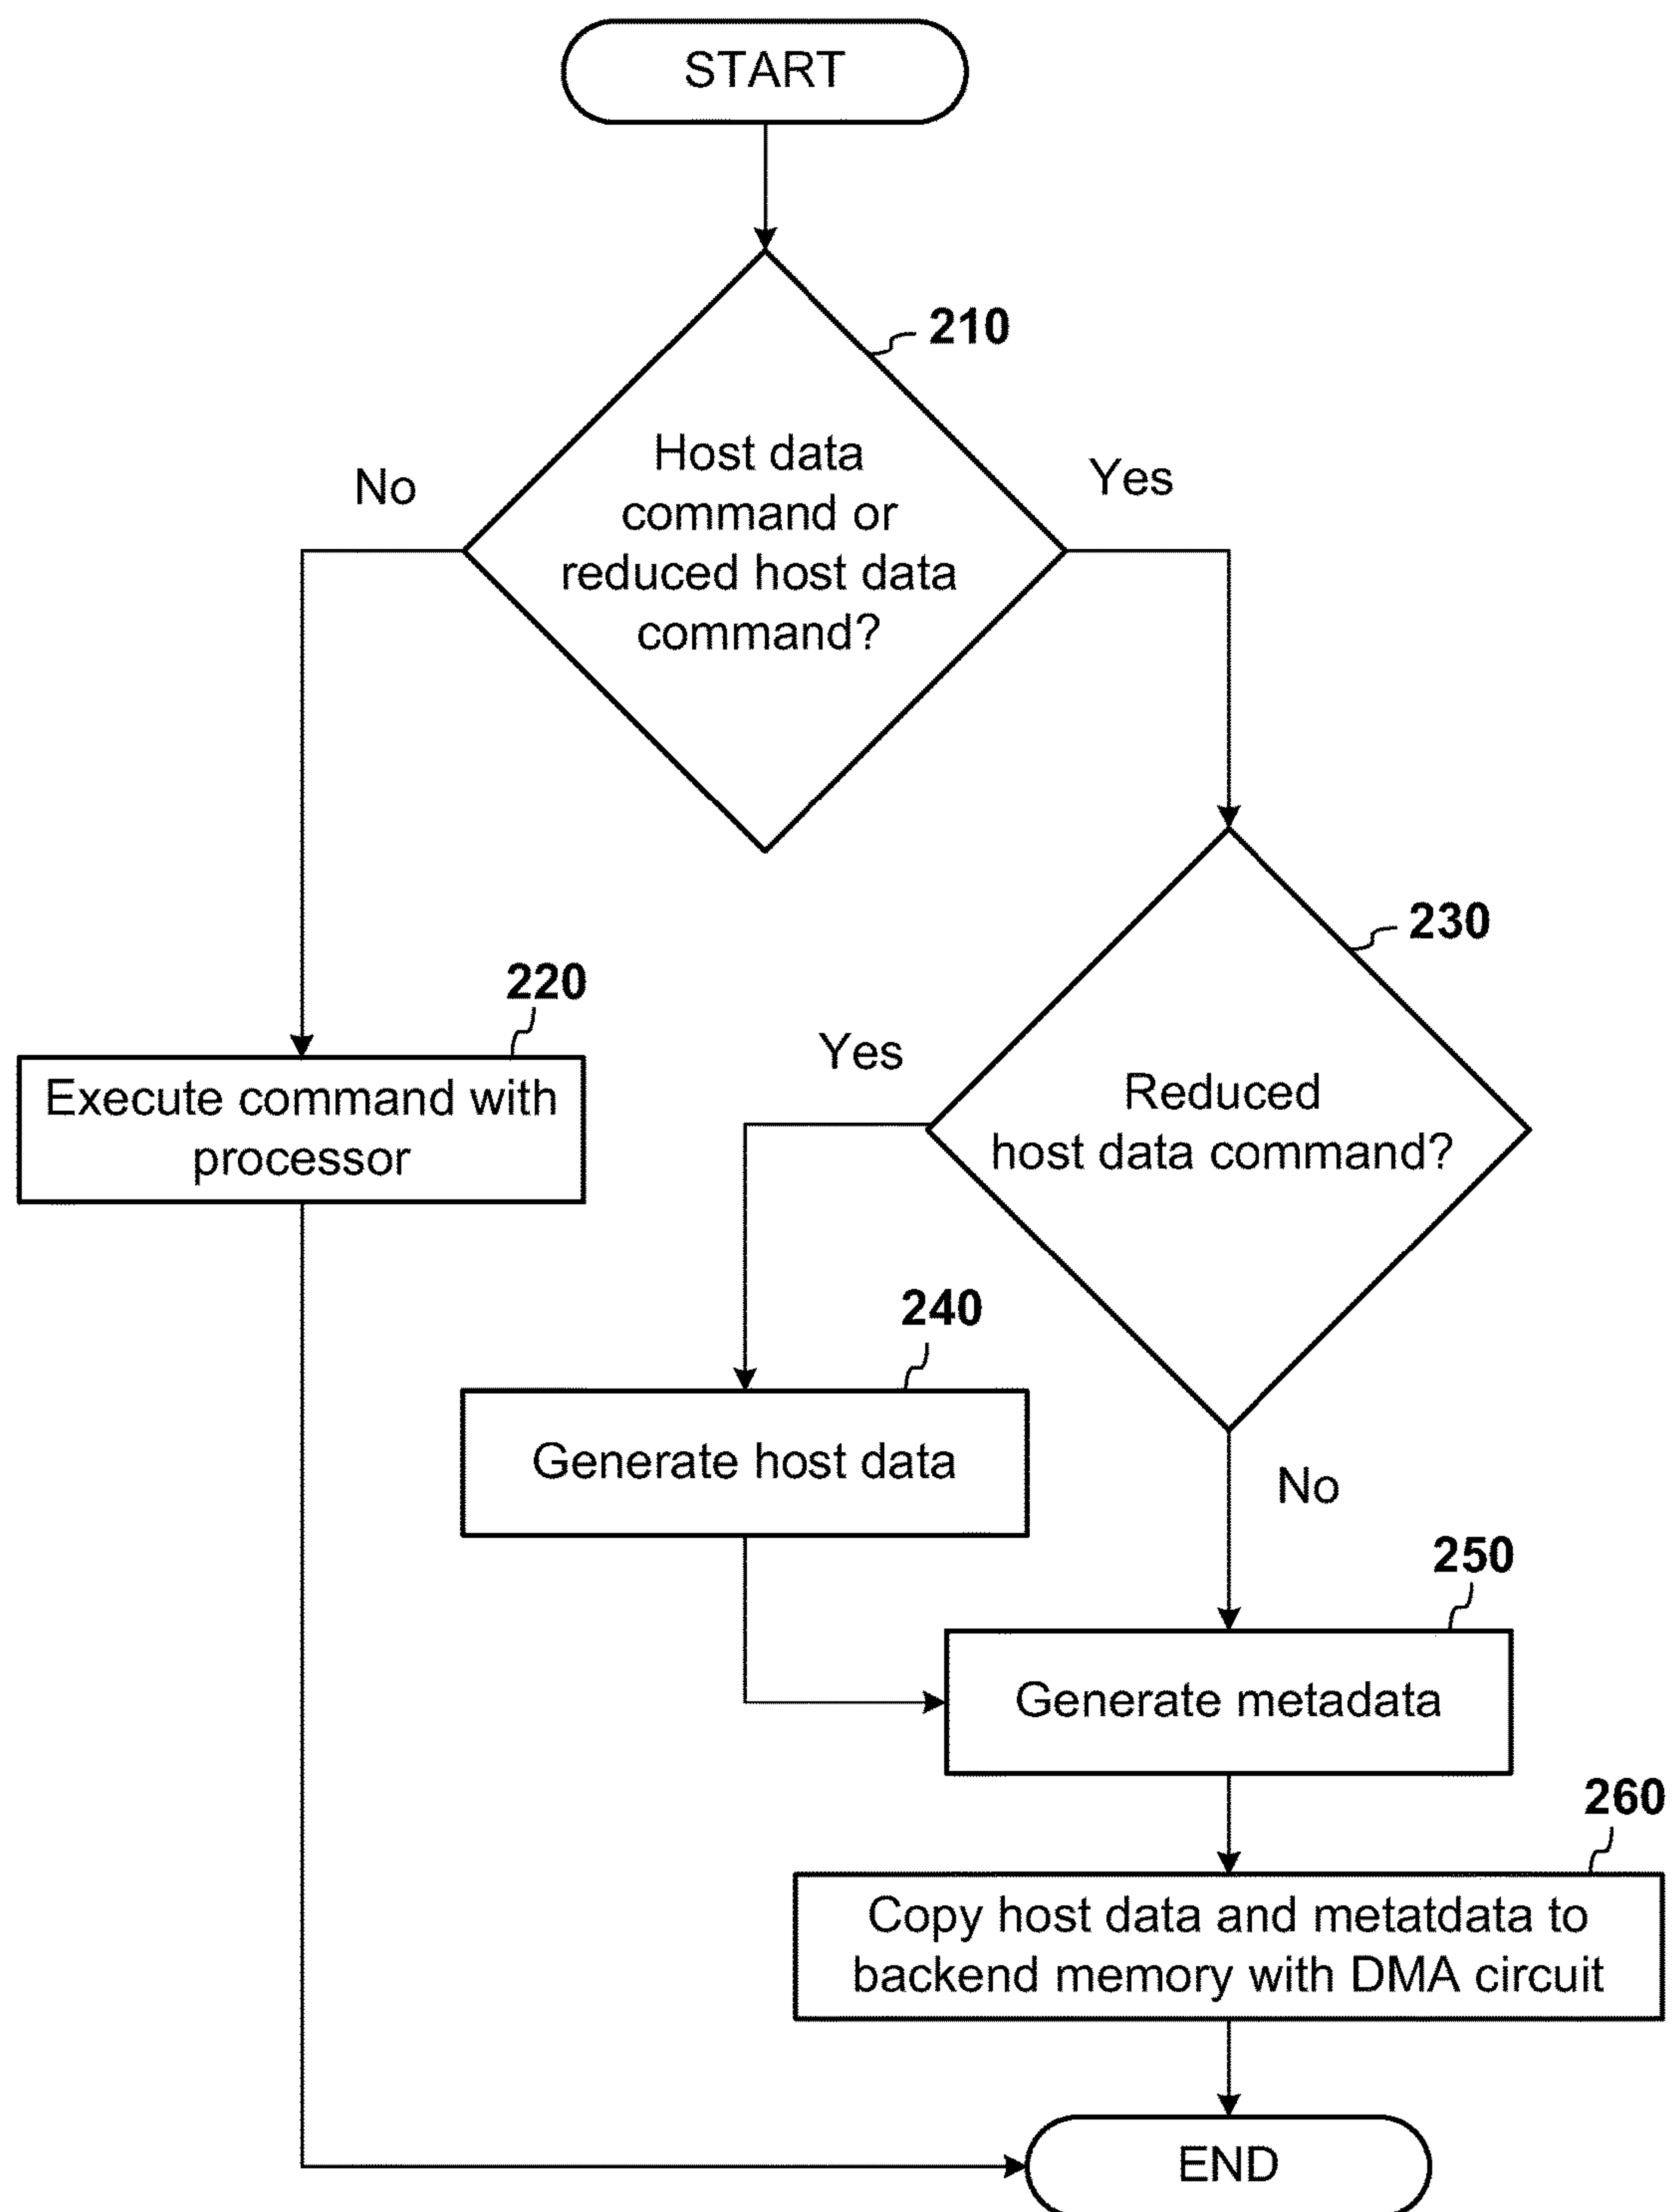 START
210
Host data
command or
reduced host data
command?
No
Yes
230
220
Execute command with
processor
Yes
Reduced
host data command?
240
Generate host data
No
250
Generate metadata
260
Copy host data and metatdata to
backend memory with DMA circuit
END